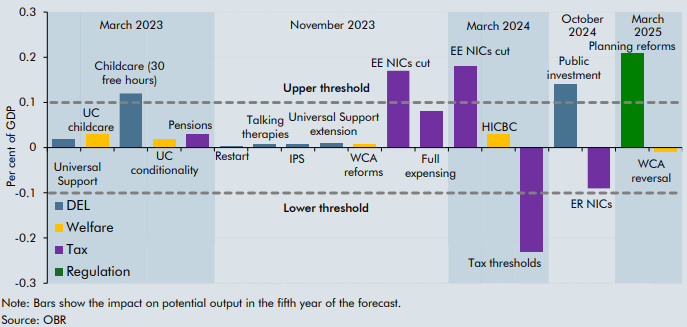 March 2023
November 2023
March 2024
October
2024
March
2025
0.3
0.2
0.1
0
-0.1
-0.2
-0.3
Per cent of GDP
Childcare (30
free hours)
UC
childcare
Pensions
Universal
Support
UC
conditionality
Upper threshold
Lower threshold
Restart
Talking
therapies
IPS
Universal Support
extension
WCA
reforms
EE NICs cut
Full
expensing
EE NICs cut
HICBC
Tax thresholds
Public
investment
ER NICs
Planning reforms
WCA
reversal
DEL
Welfare
Tax
Regulation
Note: Bars show the impact on potential output in the fifth year of the forecast.
Source: OBR